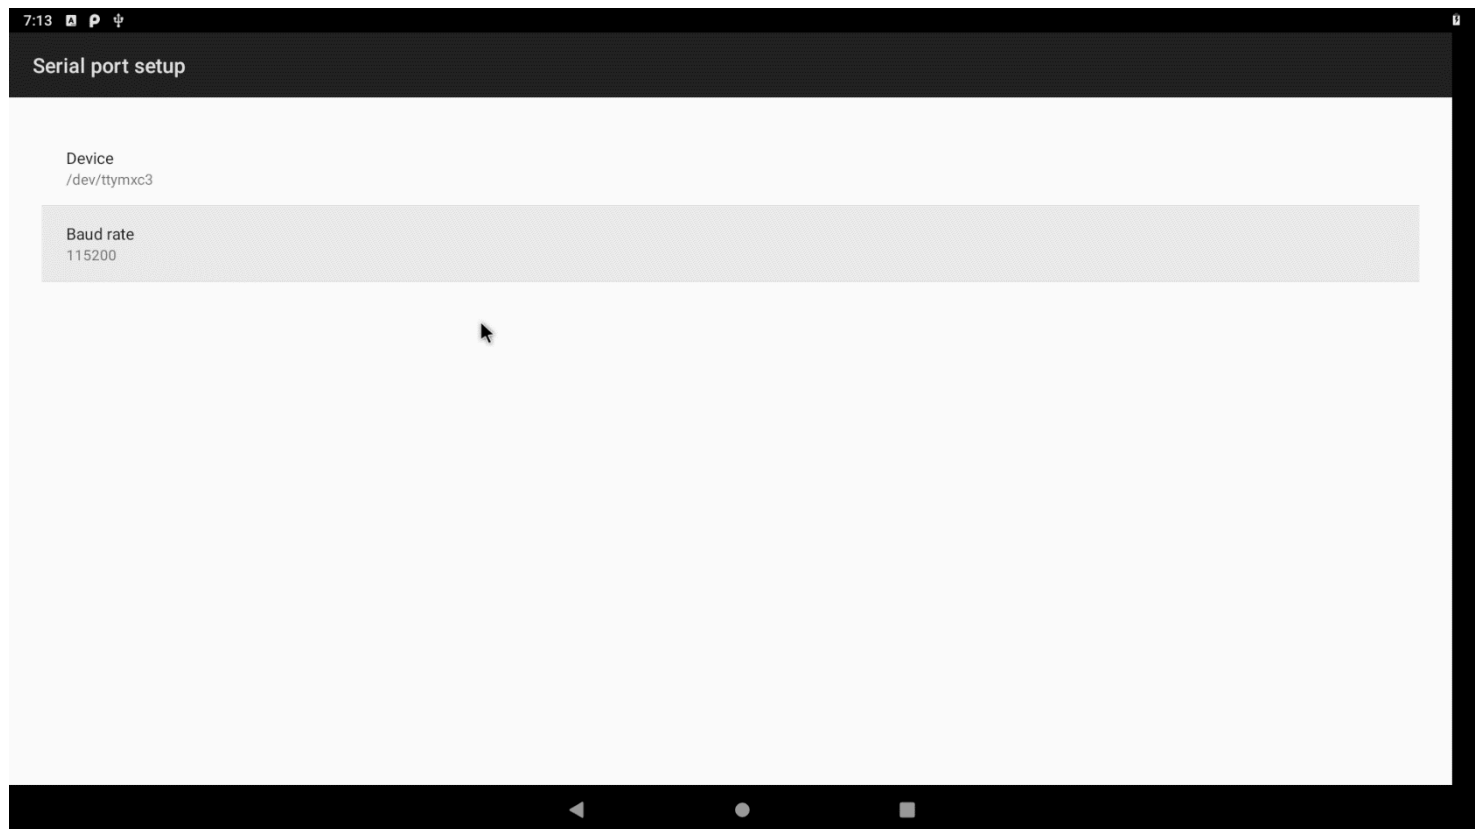 7:13
Serial port setup
Device
/dev/ttymxc3
Baud rate
115200